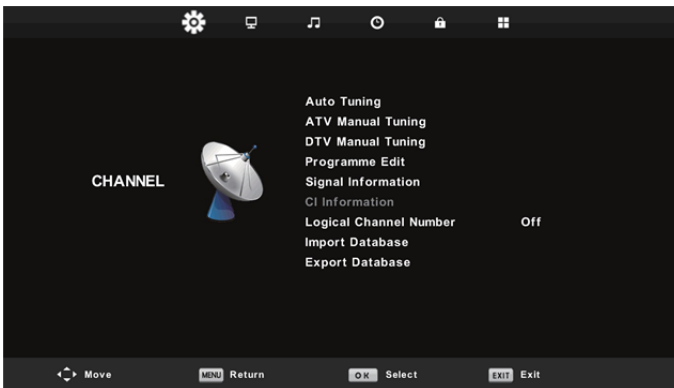 Auto Tuning
ATV Manual Tuning
DTV Manual Tuning
Programme Edit
CHANNEL
Signal Information
CI Information
Logical Channel Number Off
Import Database
Export Database
Move MENU Return OK Select EXIT Exit